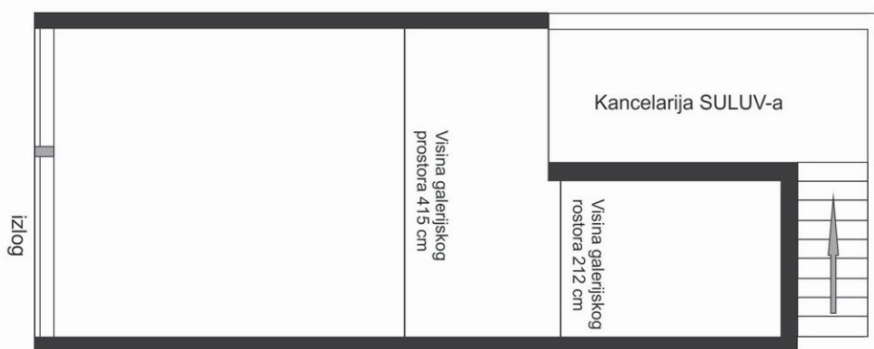 izlog
Visina galerijskog
prostora 415 cm
Kancelarija SULUV-a
Visina galerijskog
rostora 212 cm